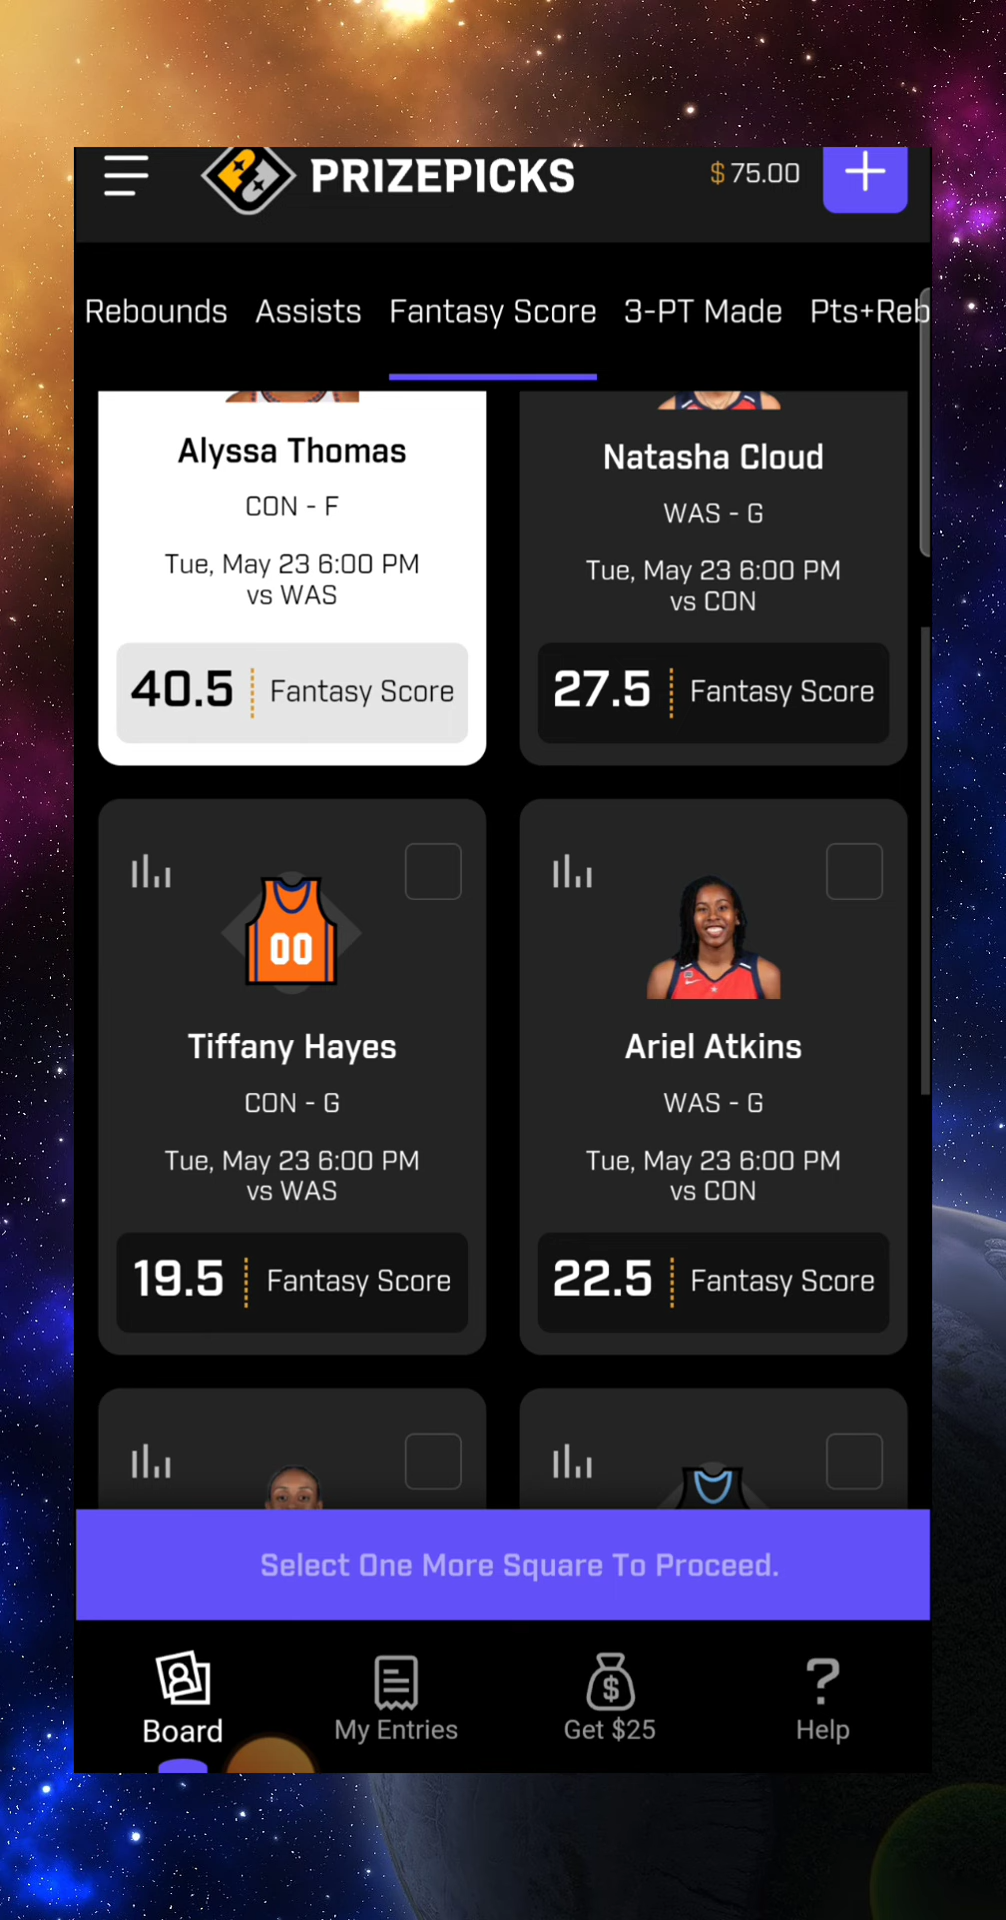 PRIZEPICKS
$ 75.00
Rebounds Assists Fantasy Score 3-PT Made Pts+Reb
Alyssa Thomas
CON - F
Tue, May 23 6:00 PM
vs WAS
40.5 Fantasy Score
Natasha Cloud
WAS - G
Tue, May 23 6:00 PM
vs CON
27.5 Fantasy Score
00
Tiffany Hayes
CON - G
Tue, May 23 6:00 PM
vs WAS
19.5 Fantasy Score
Ariel Atkins
WAS - G
Tue, May 23 6:00 PM
vs CON
22.5 Fantasy Score
Select One More Square To Proceed.
Board
My Entries
Get $25
Help